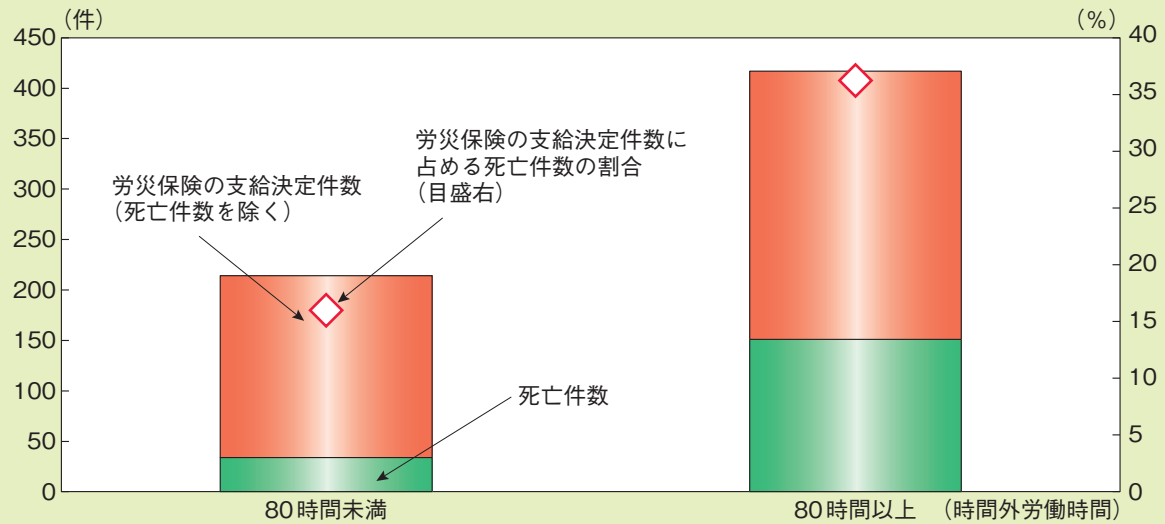 （件）
（％）
450
400
350
300
250
200
150
100
50
0
40
35
30
25
20
15
10
5
0
労災保険の支給決定件数に
占める死亡件数の割合
（目盛右）
労災保険の支給決定件数
（死亡件数を除く）
死亡件数
80時間未満
80時間以上
（時間外労働時間）